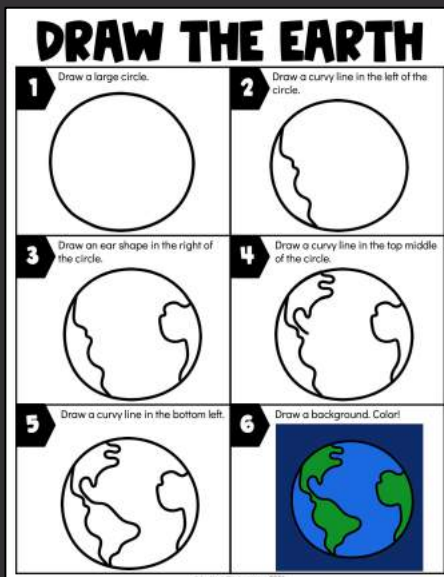 DRAW THE EARTH
1
Draw a large circle.
2
Draw a curvy line in the left of the
circle.
3
Draw an ear shape in the right of
the circle.
4
Draw a curvy line in the top middle
of the circle.
5
Draw a curvy line in the bottom left.
6
Draw a background. Color!